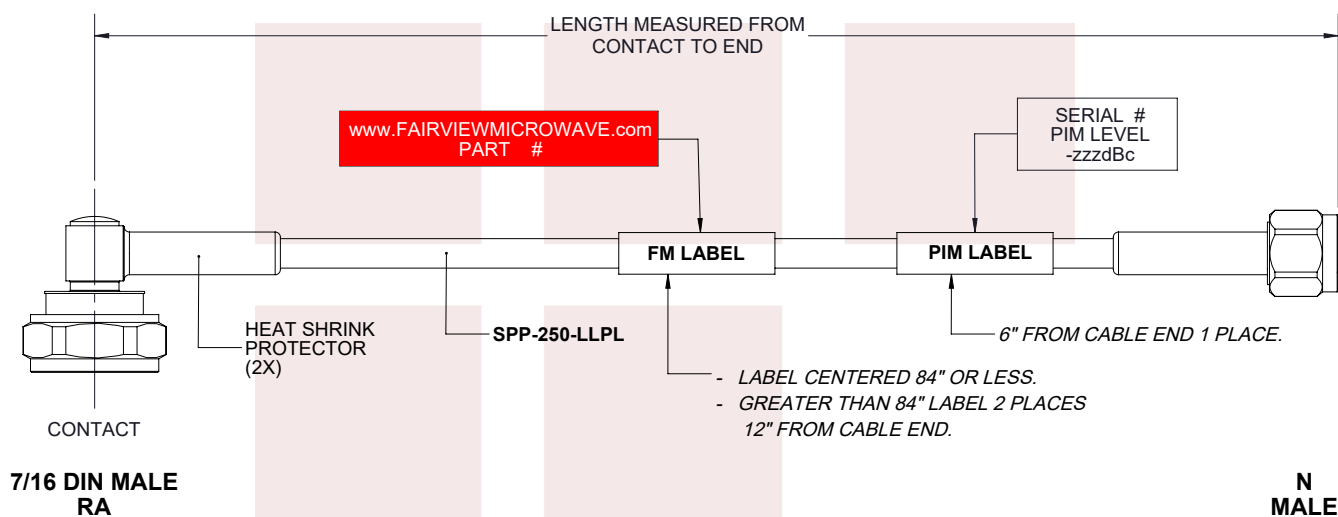 LENGTH MEASURED FROM
CONTACT TO END
www.FAIRVIEWMICROWAVE.com
PART #
SERIAL #
PIM LEVEL
-zzzdBc
FM LABEL
PIM LABEL
HEAT SHRINK
PROTECTOR
(2X)
SPP-250-LLPL
6" FROM CABLE END 1 PLACE.
- LABEL CENTERED 84" OR LESS.
- GREATER THAN 84" LABEL 2 PLACES
12" FROM CABLE END.
CONTACT
7/16 DIN MALE
RA
N
MALE